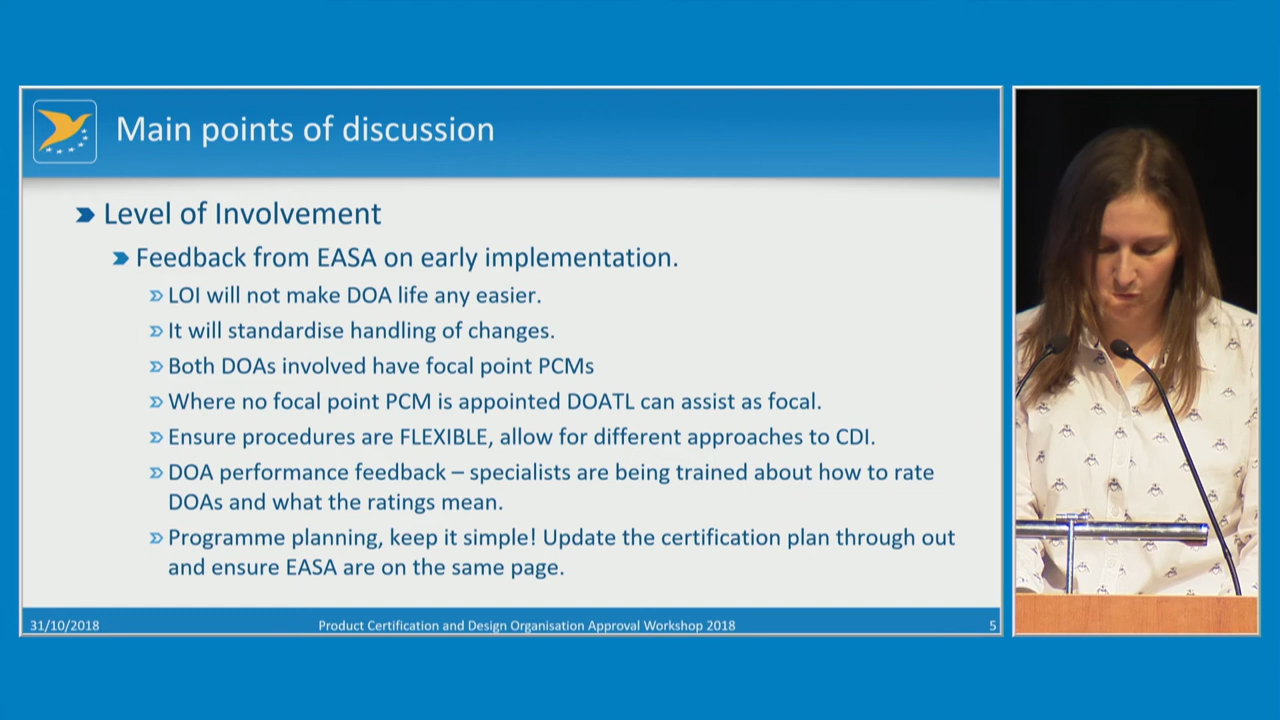 Main points of discussion
Level of Involvement
Feedback from EASA on early implementation.
LOI will not make DOA life any easier.
It will standardise handling of changes.
Both DOAs involved have focal point PCMs
Where no focal point PCM is appointed DOATL can assist as focal.
Ensure procedures are FLEXIBLE, allow for different approaches to CDI.
DOA performance feedback – specialists are being trained about how to rate
DOAs and what the ratings mean.
Programme planning, keep it simple! Update the certification plan through out
and ensure EASA are on the same page.
31/10/2018
Product Certification and Design Organisation Approval Workshop 2018
5